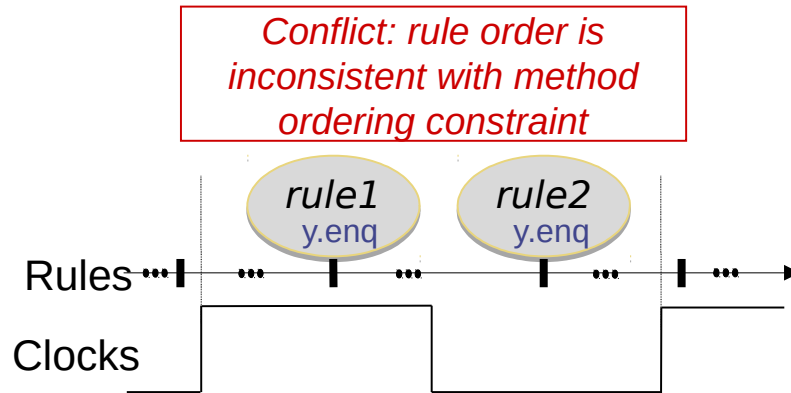 Conflict: rule order is
inconsistent with method
ordering constraint
rule1
y.enq
rule2
y.enq
Rules
Clocks